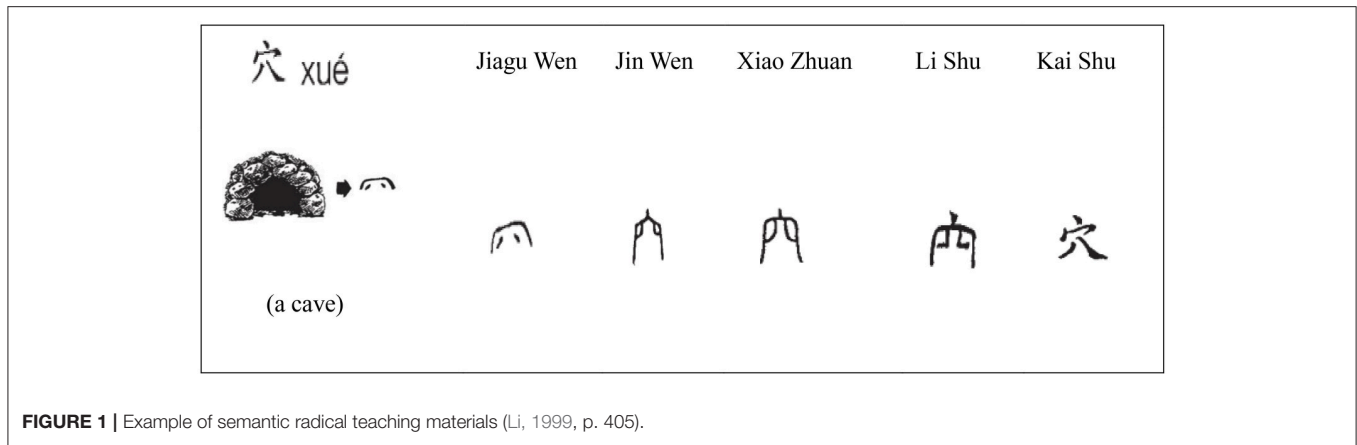 穴 xué Jiagu Wen Jin Wen Xiao Zhuan Li Shu Kai Shu
穴
(a cave)
FIGURE 1 | Example of semantic radical teaching materials (Li, 1999, p. 405).